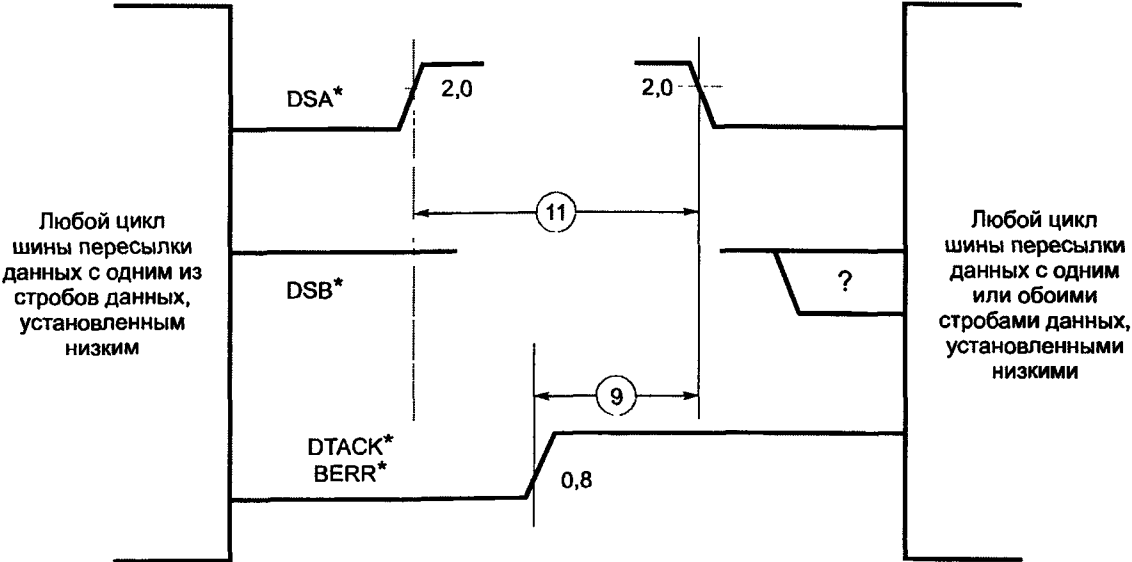 DSA*
2,0
2,0
11
Любой цикл
шины пересылки
данных с одним из
стробов данных,
установленным
низким
DSB*
?
Любой цикл
шины пересылки
данных с одним
или обоими
стробами данных,
установленными
низкими
9
DTACK*
BERR*
0,8